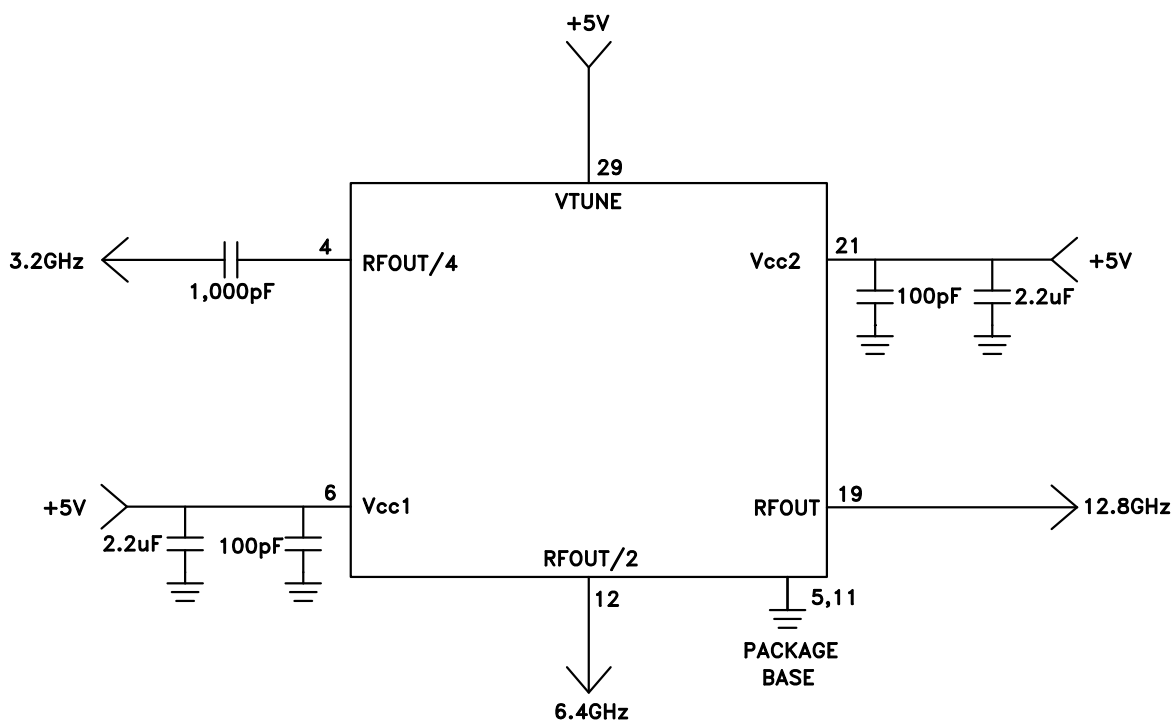 +5V
29
VTUNE
3.2GHz
4
RFOUT/4
1,000pF
Vcc2
21
+5V
100pF
2.2uF
+5V
6
Vcc1
2.2uF
100pF
RFOUT
19
12.8GHz
RFOUT/2
12
5,11
PACKAGE
BASE
6.4GHz